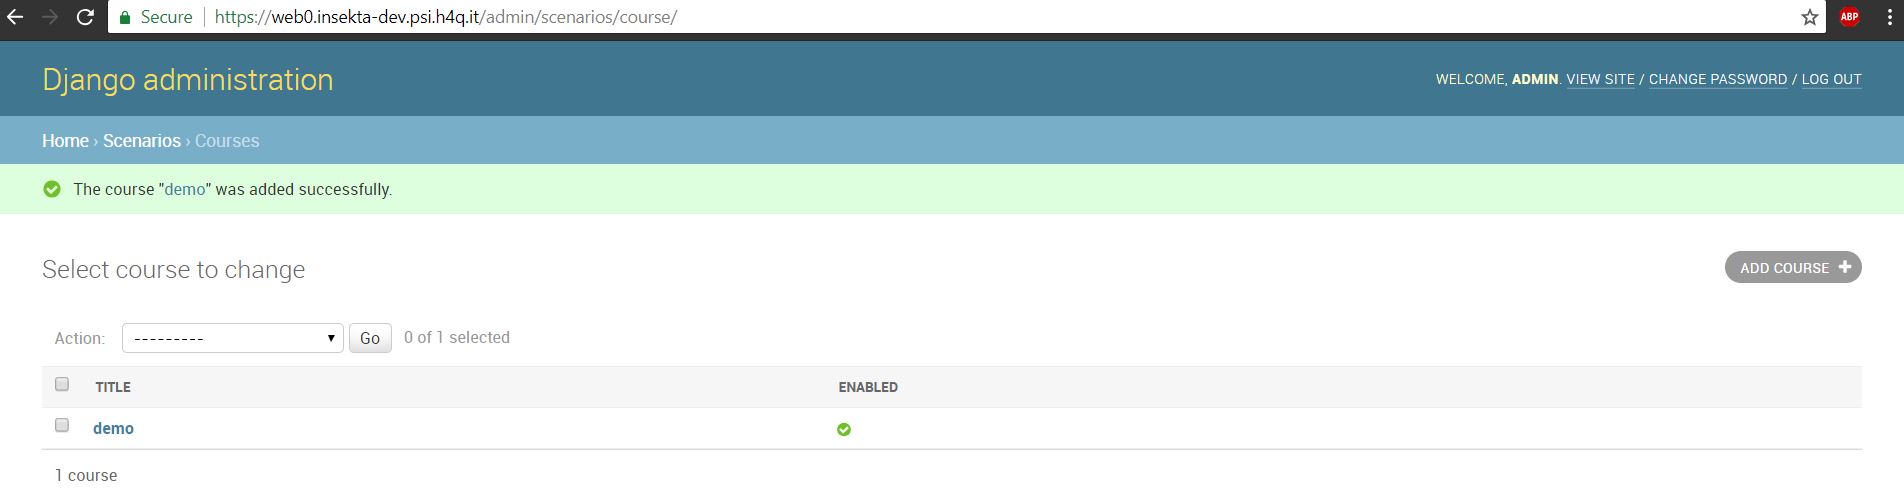 Secure https://web0.insekta-dev.psi.h4q.it/admin/scenarios/course/ ABP
Django administration WELCOME, ADMIN. VIEW SITE / CHANGE PASSWORD / LOG OUT
Home › Scenarios › Courses
The course "demo" was added successfully.
Select course to change ADD COURSE +
Action: --------- Go 0 of 1 selected
TITLE ENABLED
demo
1 course